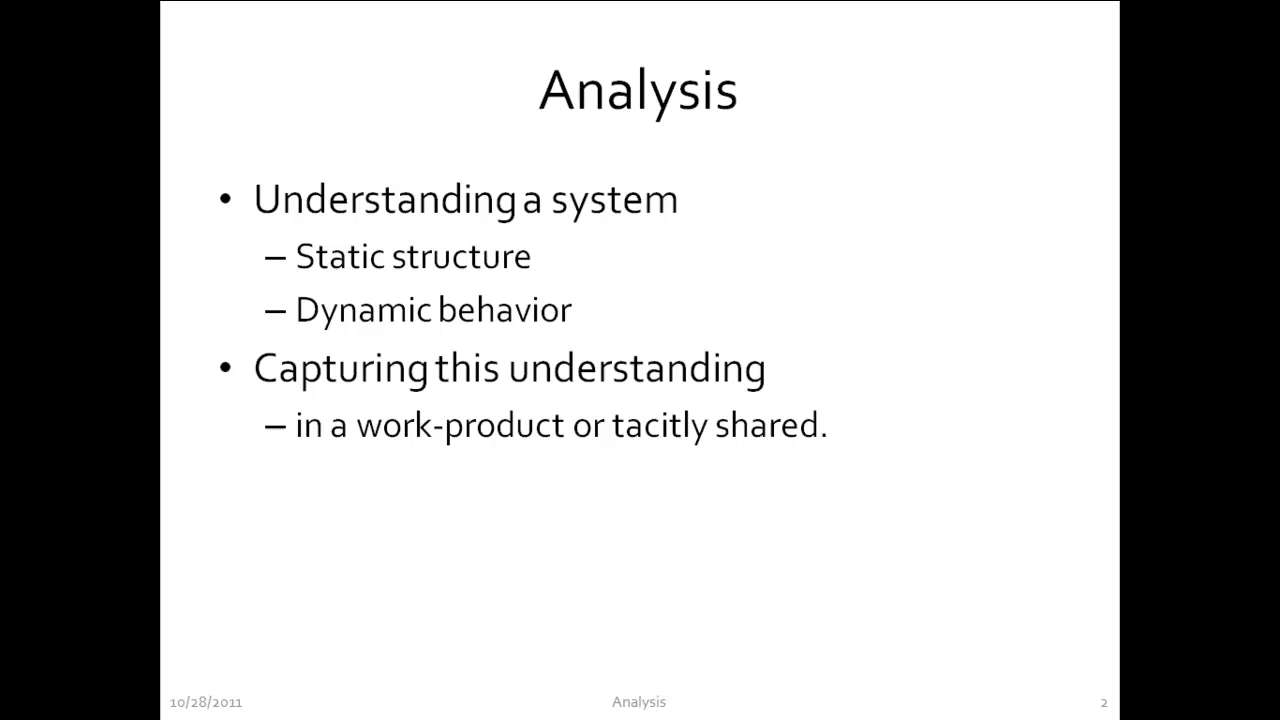 Analysis
• Understanding a system
– Static structure
– Dynamic behavior
• Capturing this understanding
– in a work-product or tacitly shared.
10/28/2011 Analysis 2